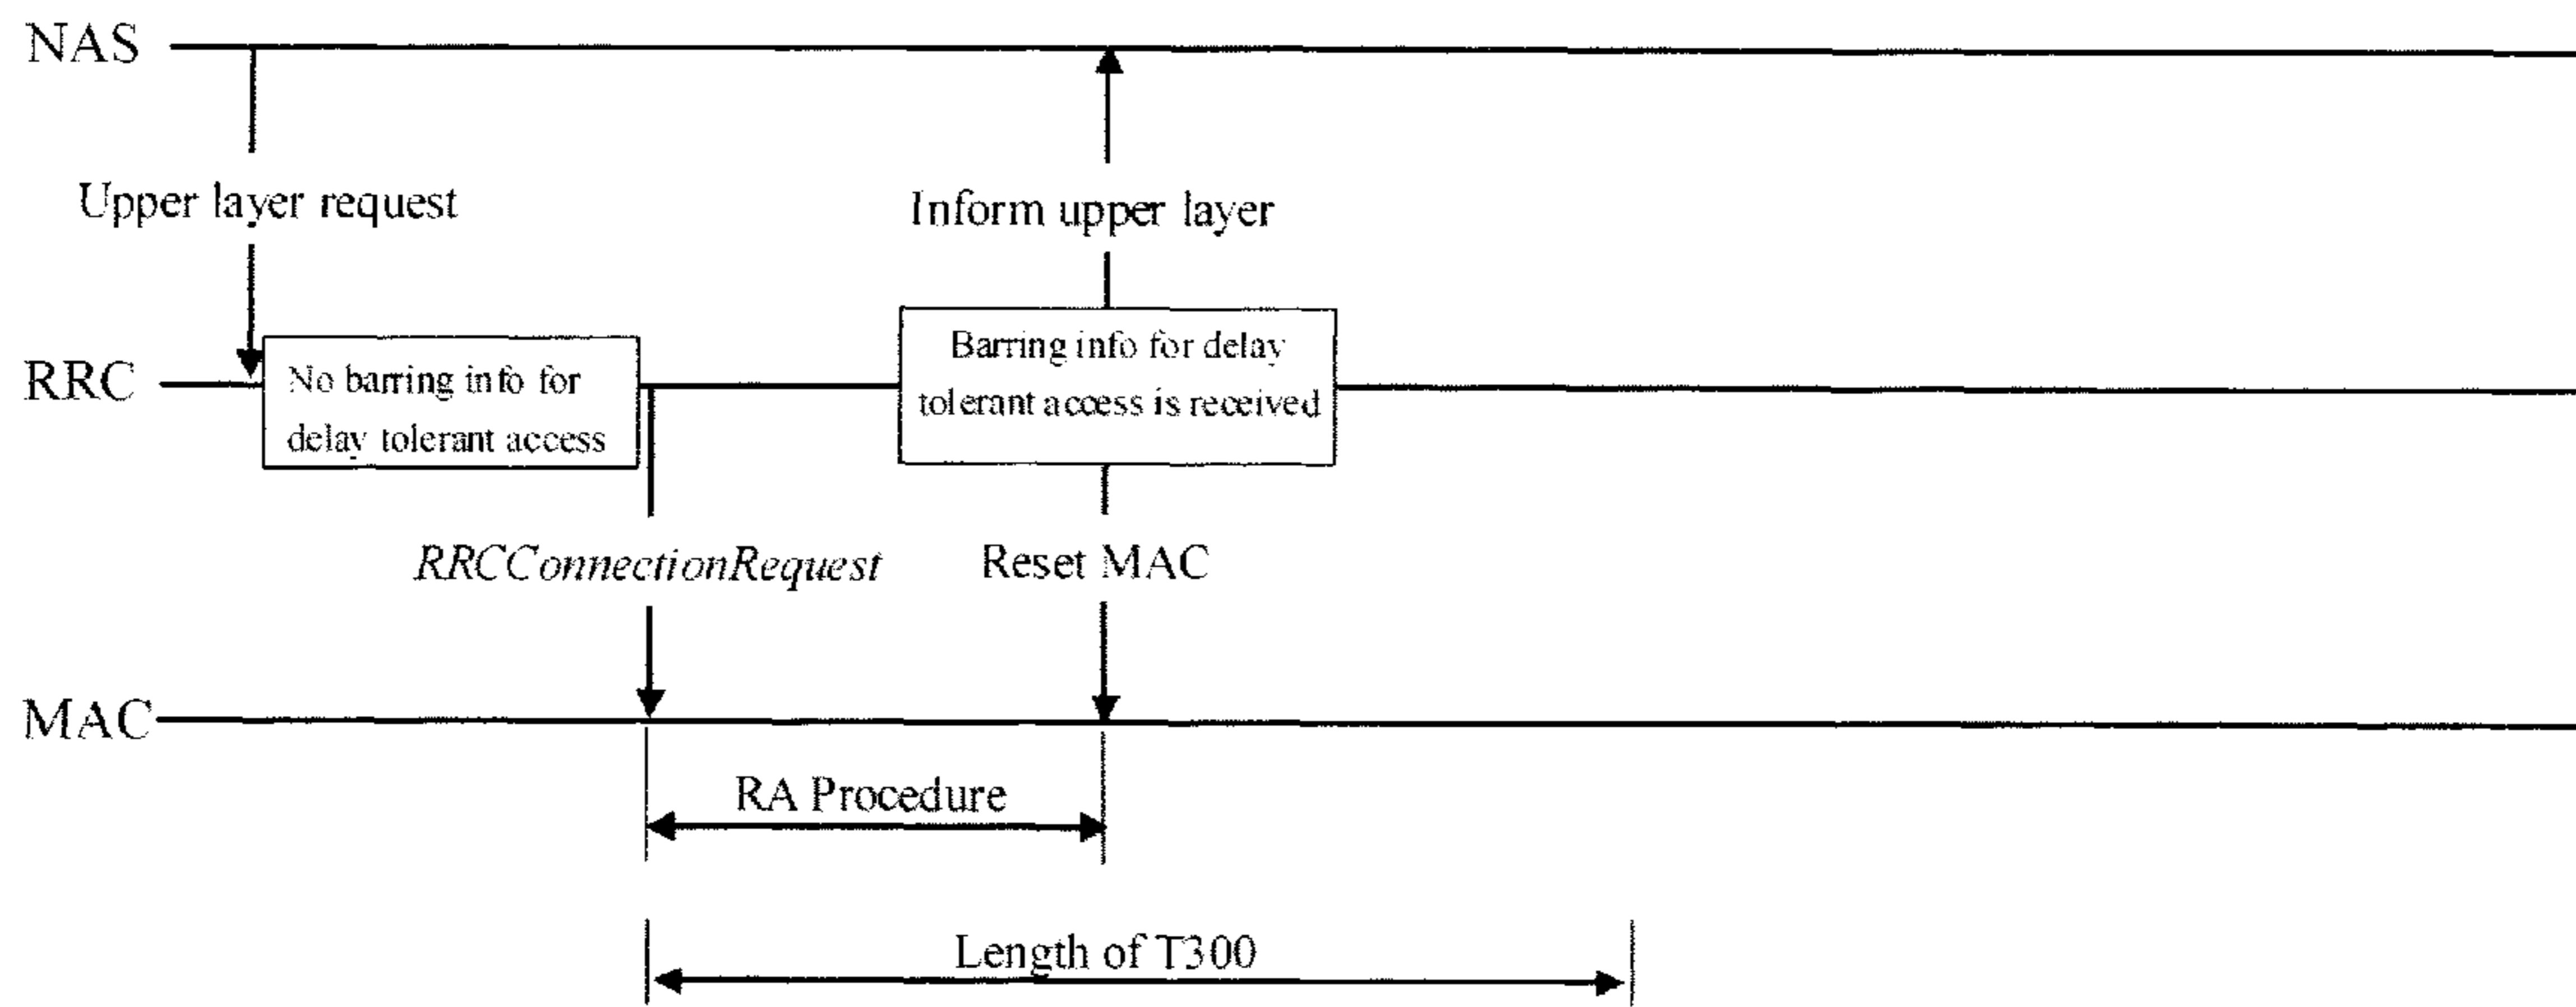 NAS
Upper layer request
Inform upper layer
RRC
No barring info for
delay tolerant access
Barring info for delay
tolerant access is received
RRCConnectionRequest
Reset MAC
MAC
RA Procedure
Length of T300